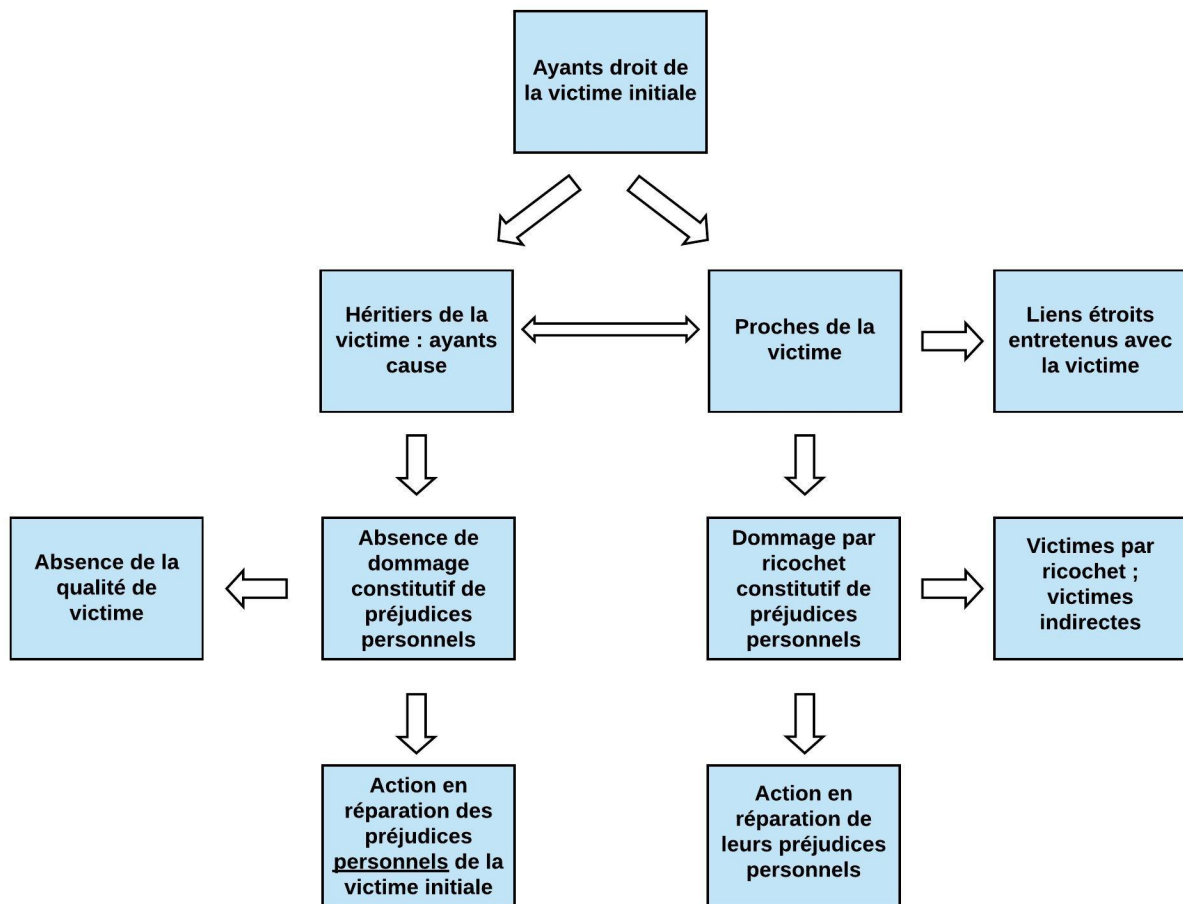 Ayants droit de
la victime initiale
Héritiers de la
victime : ayants
cause
Proches de la
victime
Liens étroits
entretenus avec
la victime
Absence de la
qualité de
victime
Absence de
dommage
constitutif de
préjudices
personnels
Dommage par
ricochet
constitutif de
préjudices
personnels
Victimes par
ricochet ;
victimes
indirectes
Action en
réparation des
préjudices
personnels de la
victime initiale
Action en
réparation de
leurs préjudices
personnels